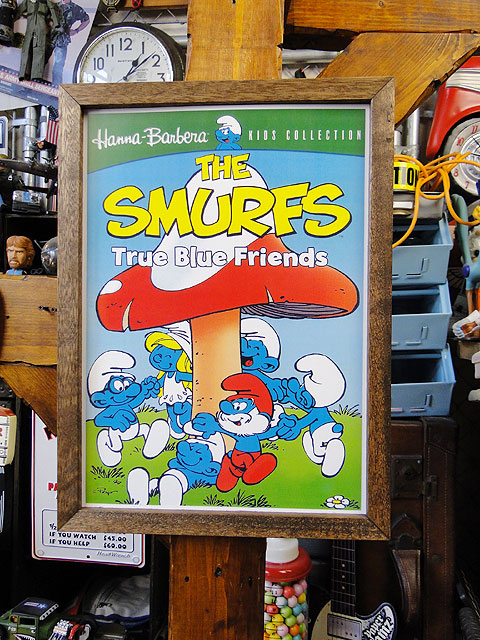 Hanna-Barbera KIDS COLLECTION
THE
SMURFS
True Blue Friends
IF YOU WATCH £45.00
IF YOU HELP £60.00